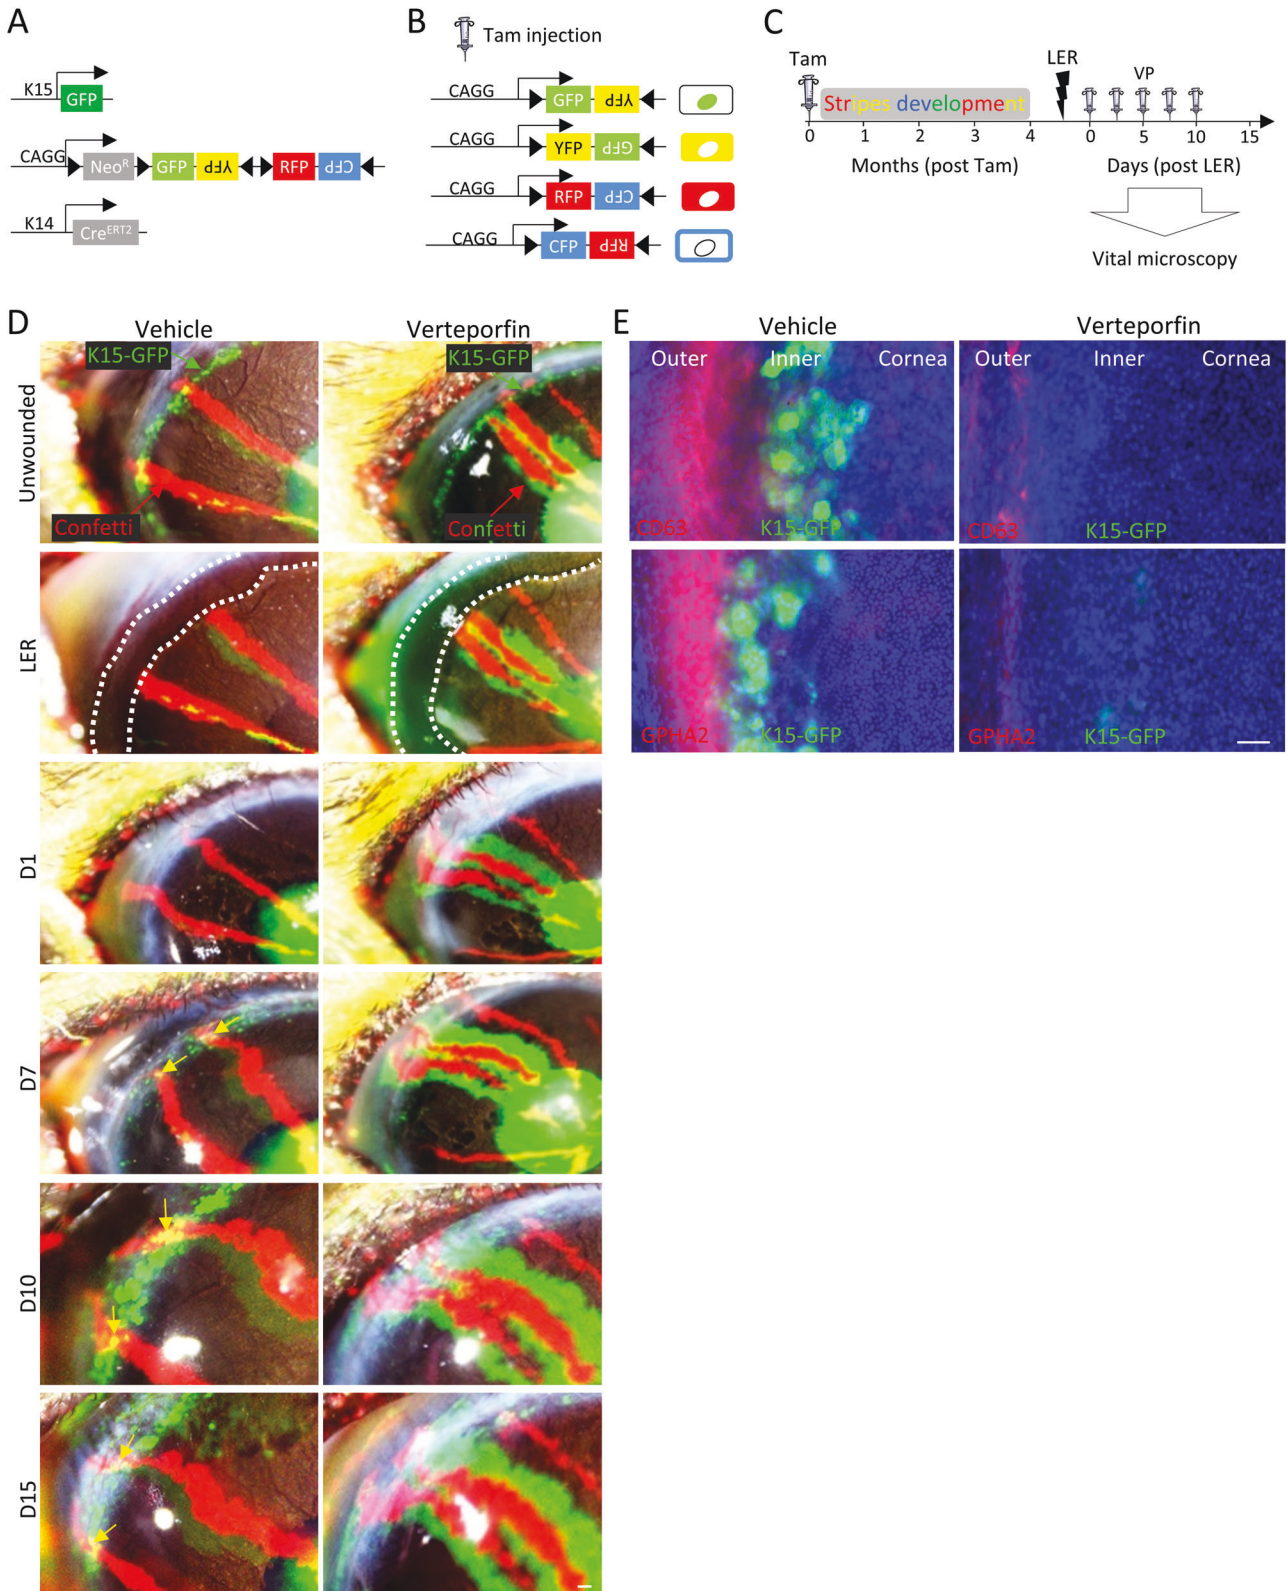 A
K15
GFP
CAGG
Neoᴿ
GFP
YFP
RFP
CFP
K14
Creᴱᴿᵀ²
B
Tam injection
CAGG
GFP
YFP
CAGG
YFP
GFP
CAGG
RFP
CFP
CAGG
CFP
RFP
C
Tam
LER
VP
Stripes development
0 1 2 3 4 0 5 10 15
Months (post Tam) Days (post LER)
Vital microscopy
D
Vehicle Verteporfin
Unwounded
K15-GFP
Confetti
K15-GFP
Confetti
LER
D1
D7
D10
D15
E
Vehicle Verteporfin
Outer Inner Cornea
CD63 K15-GFP
Outer Inner Cornea
CD63 K15-GFP
GPHA2 K15-GFP
GPHA2 K15-GFP